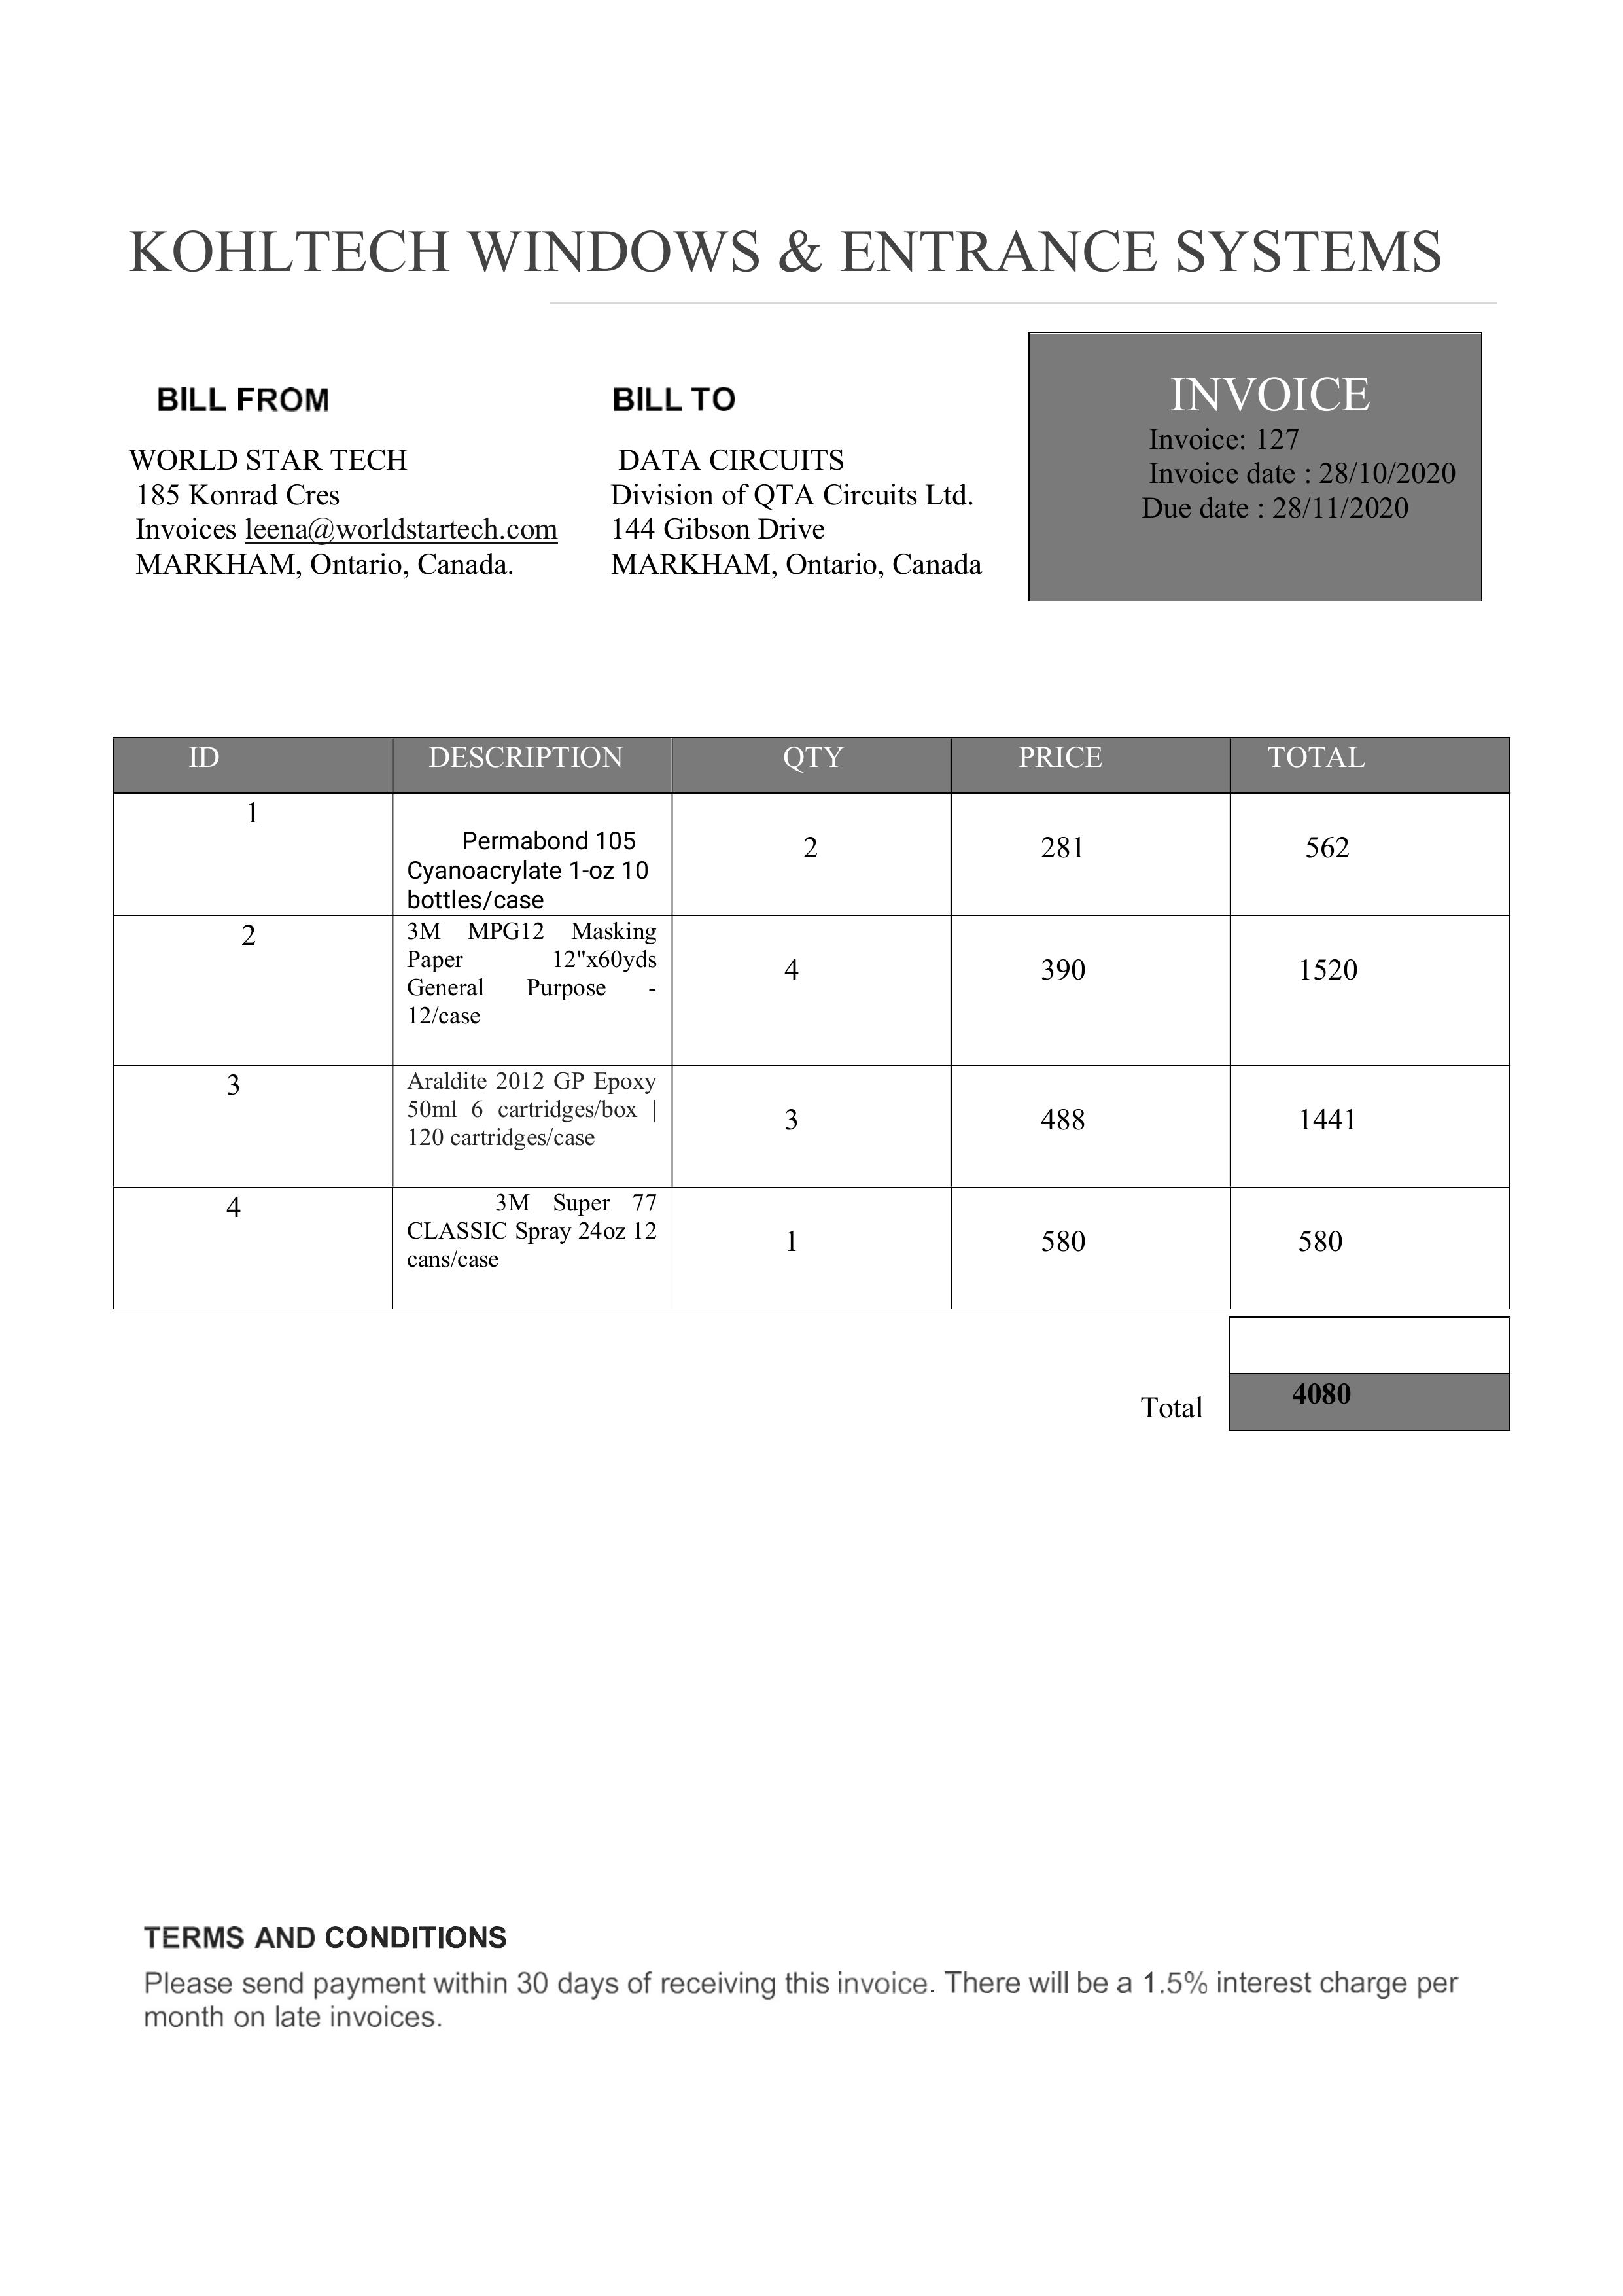 KOHLTECH WINDOWS & ENTRANCE SYSTEMS
BILL FROM
WORLD STAR TECH
185 Konrad Cres
Invoices leena@worldstartech.com
MARKHAM, Ontario, Canada.
BILL TO
DATA CIRCUITS
Division of QTA Circuits Ltd.
144 Gibson Drive
MARKHAM, Ontario, Canada
INVOICE
Invoice: 127
Invoice date : 28/10/2020
Due date : 28/11/2020
ID DESCRIPTION QTY PRICE TOTAL
1
Permabond 105
Cyanoacrylate 1-oz 10
bottles/case
2 281 562
2
3M MPG12 Masking
Paper 12"x60yds
General Purpose -
12/case
4 390 1520
3
Araldite 2012 GP Epoxy
50ml 6 cartridges/box |
120 cartridges/case
3 488 1441
4
3M Super 77
CLASSIC Spray 24oz 12
cans/case
1 580 580
Total 4080
TERMS AND CONDITIONS
Please send payment within 30 days of receiving this invoice. There will be a 1.5% interest charge per
month on late invoices.